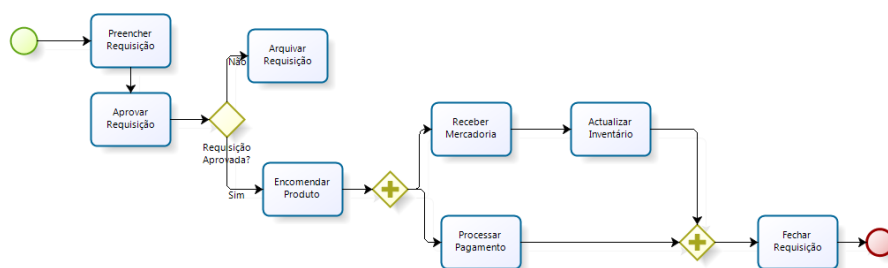 Preencher
Requisição
Aprovar
Requisição
Não
Arquivar
Requisição
Requisição
Aprovada?
Sim
Encomendar
Produto
Receber
Mercadoria
Actualizar
Inventário
Processar
Pagamento
Fechar
Requisição